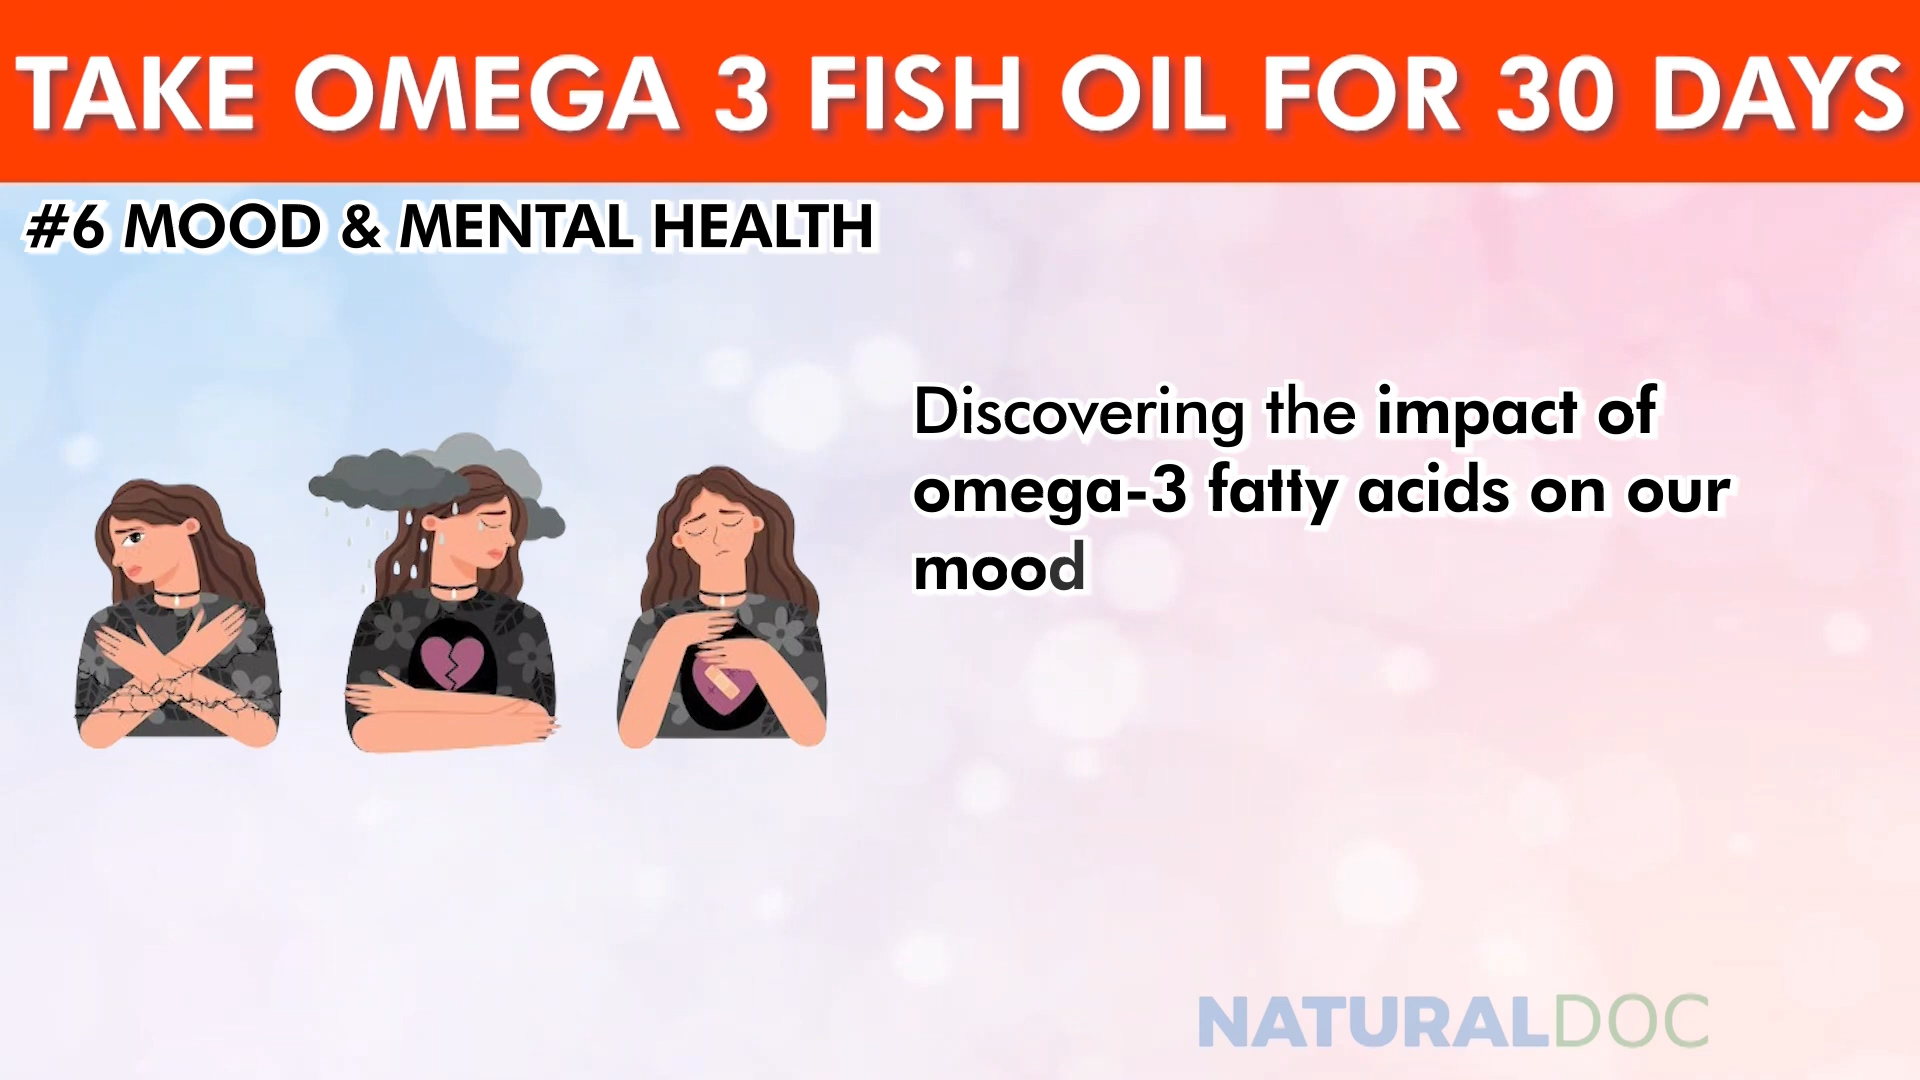 TAKE OMEGA 3 FISH OIL FOR 30 DAYS
#6 MOOD & MENTAL HEALTH
Discovering the impact of
omega-3 fatty acids on our
mood
NATURALDOC